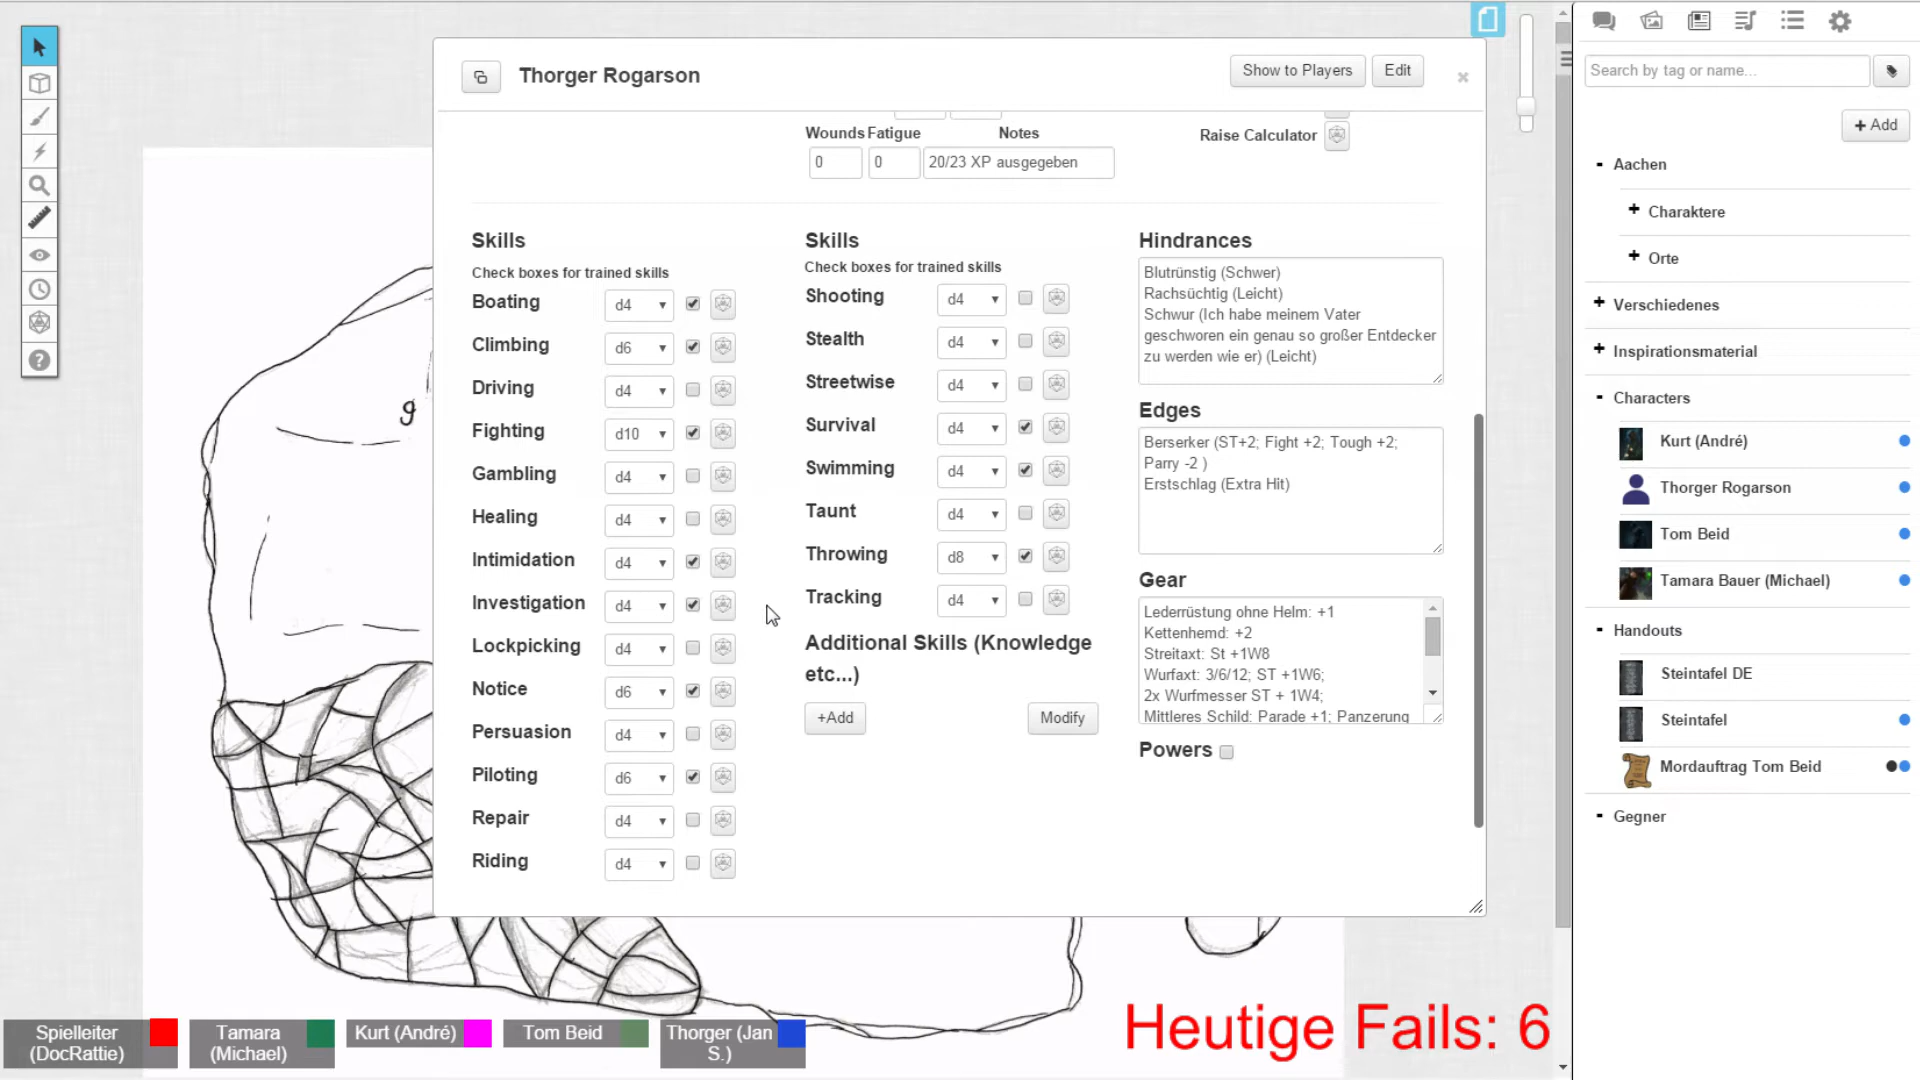 Thorger Rogarson
Show to Players
Edit
Wounds Fatigue Notes
Raise Calculator
0
0
20/23 XP ausgegeben
Skills
Check boxes for trained skills
Boating d4
Climbing d6
Driving d4
Fighting d10
Gambling d4
Healing d4
Intimidation d4
Investigation d4
Lockpicking d4
Notice d6
Persuasion d4
Piloting d6
Repair d4
Riding d4
Skills
Check boxes for trained skills
Shooting d4
Stealth d4
Streetwise d4
Survival d4
Swimming d4
Taunt d4
Throwing d8
Tracking d4
Additional Skills (Knowledge
etc...)
+Add
Modify
Hindrances
Blutrünstig (Schwer)
Rachsüchtig (Leicht)
Schwur (Ich habe meinem Vater
geschworen ein genau so großer Entdecker
zu werden wie er) (Leicht)
Edges
Berserker (ST+2; Fight +2; Tough +2;
Parry -2 )
Erstschlag (Extra Hit)
Gear
Lederrüstung ohne Helm: +1
Kettenhemd: +2
Streitaxt: St +1W8
Wurfaxt: 3/6/12; ST +1W6;
2x Wurfmesser ST + 1W4;
Mittleres Schild: Parade +1; Panzerung
Powers
Search by tag or name...
+ Add
Aachen
Charaktere
Orte
Verschiedenes
Inspirationsmaterial
Characters
Kurt (André)
Thorger Rogarson
Tom Beid
Tamara Bauer (Michael)
Handouts
Steintafel DE
Steintafel
Mordauftrag Tom Beid
Gegner
g
Spielleiter
(DocRattie)
Tamara
(Michael)
Kurt (André)
Tom Beid
Thorger (Jan
S.)
Heutige Fails: 6